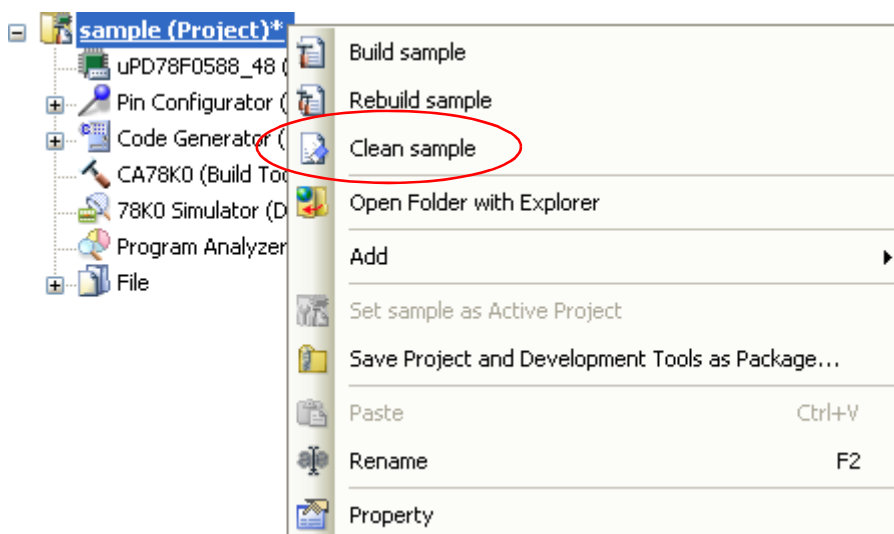 sample (Project)*
uPD78F0588_48 (
Pin Configurator (
Code Generator (
CA78K0 (Build Too
78K0 Simulator (D
Program Analyzer
File
Build sample
Rebuild sample
Clean sample
Open Folder with Explorer
Add
Set sample as Active Project
Save Project and Development Tools as Package...
Paste Ctrl+V
Rename F2
Property